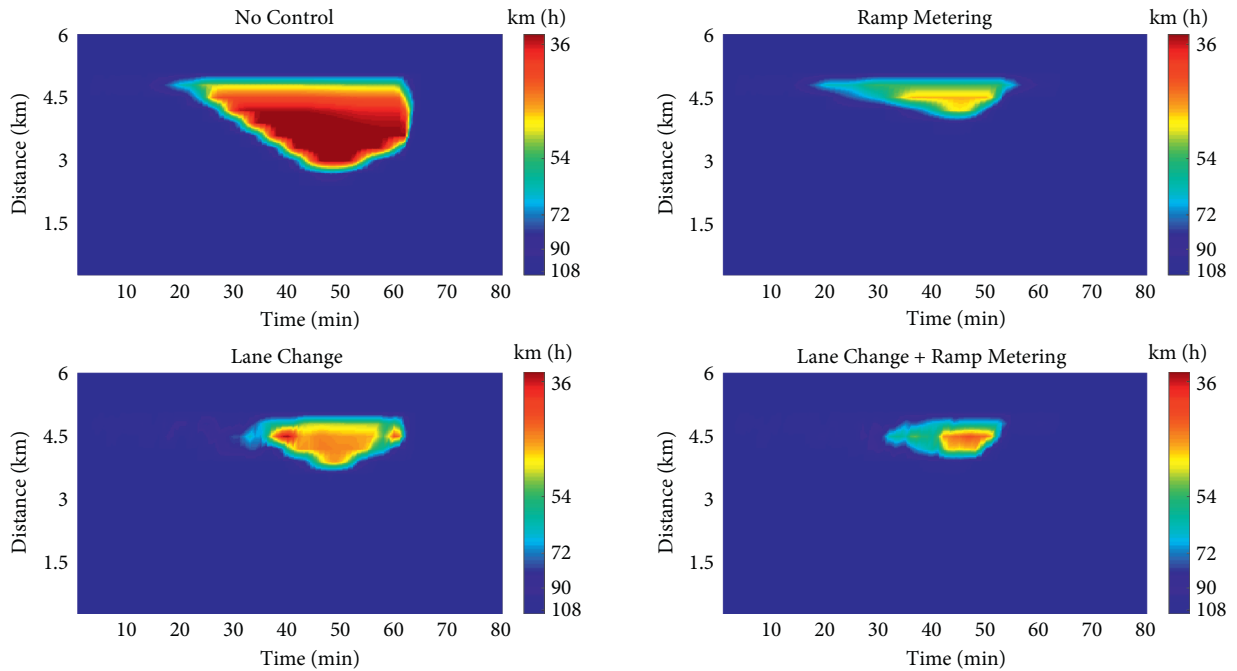 No Control
km (h)
6
4.5
3
1.5
Distance (km)
10 20 30 40 50 60 70 80
Time (min)
36
54
72
90
108
Ramp Metering
km (h)
6
4.5
3
1.5
Distance (km)
10 20 30 40 50 60 70 80
Time (min)
36
54
72
90
108
Lane Change
km (h)
6
4.5
3
1.5
Distance (km)
10 20 30 40 50 60 70 80
Time (min)
36
54
72
90
108
Lane Change + Ramp Metering
km (h)
6
4.5
3
1.5
Distance (km)
10 20 30 40 50 60 70 80
Time (min)
36
54
72
90
108